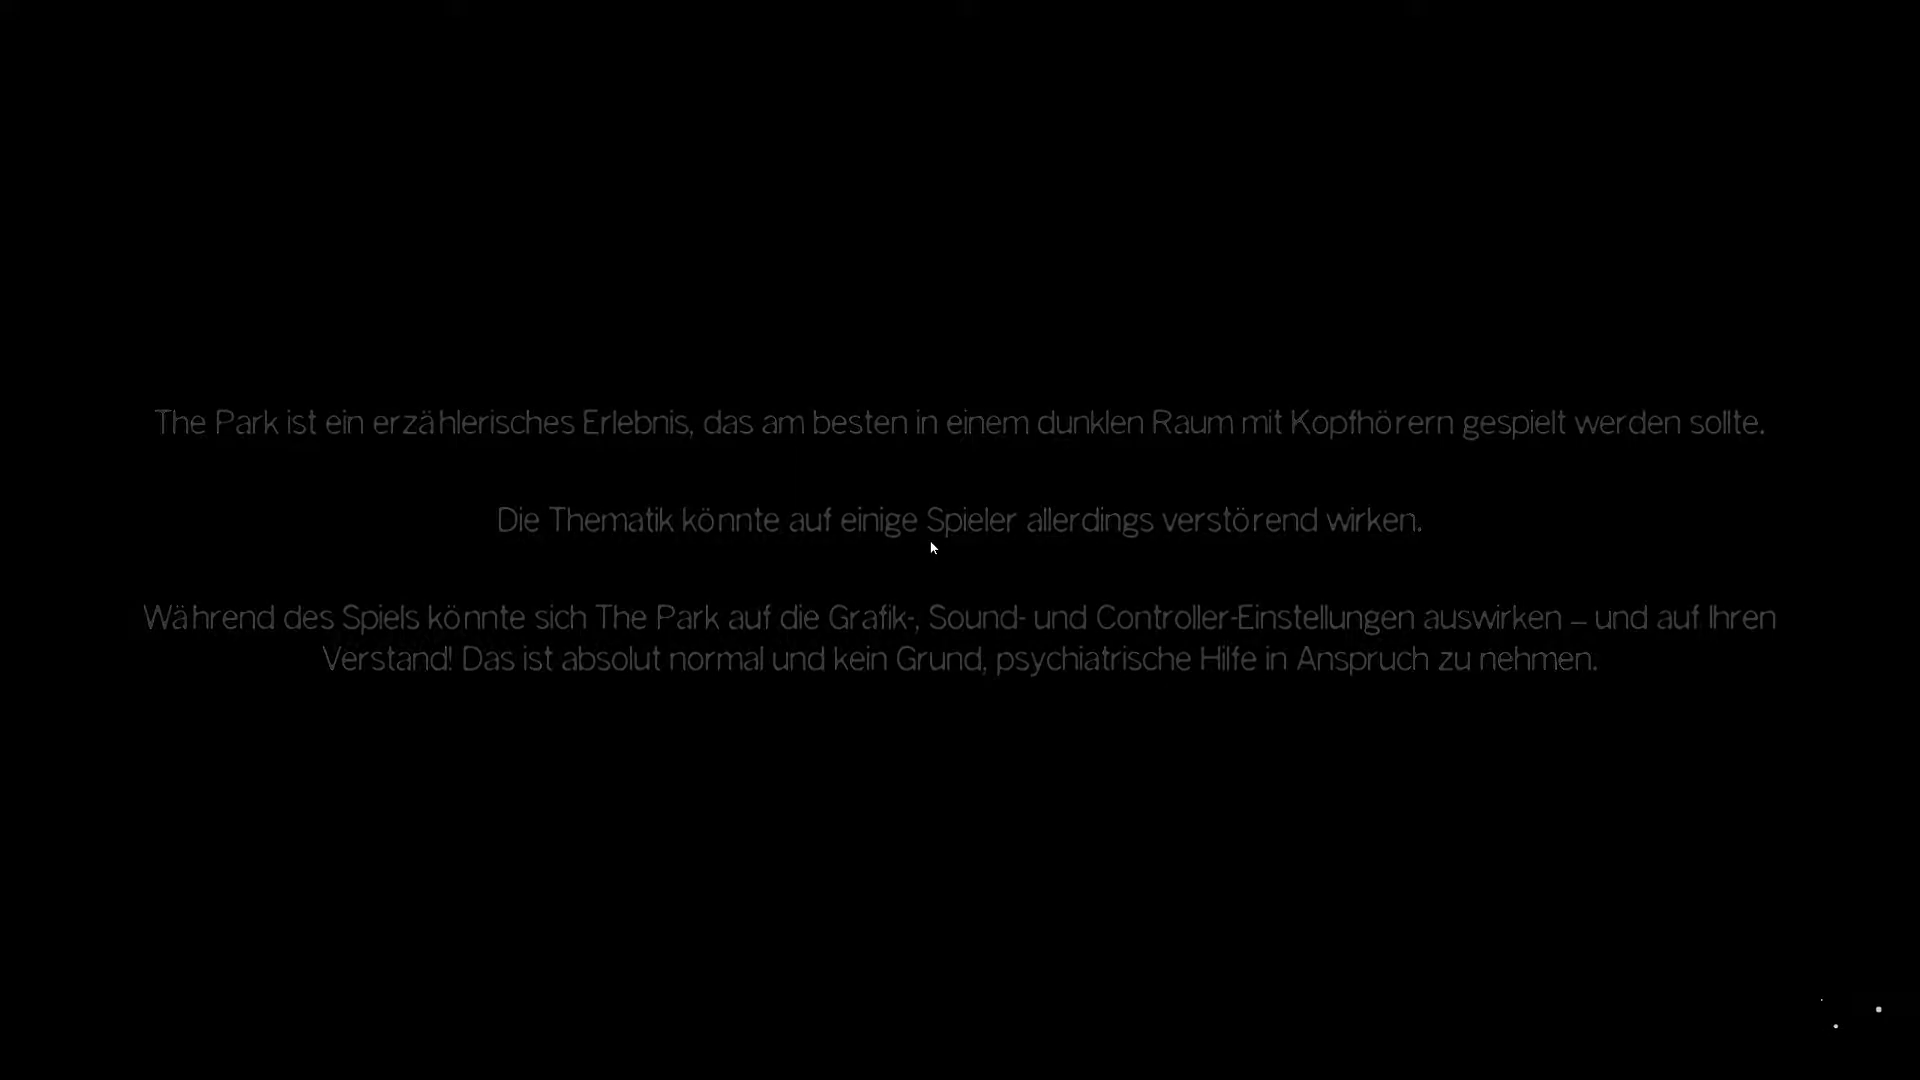 The Park ist ein erzählerisches Erlebnis, das am besten in einem dunklen Raum mit Kopfhörern gespielt werden sollte.
Die Thematik könnte auf einige Spieler allerdings verstörend wirken.
Während des Spiels könnte sich The Park auf die Grafik-, Sound- und Controller-Einstellungen auswirken – und auf Ihren
Verstand! Das ist absolut normal und kein Grund, psychiatrische Hilfe in Anspruch zu nehmen.